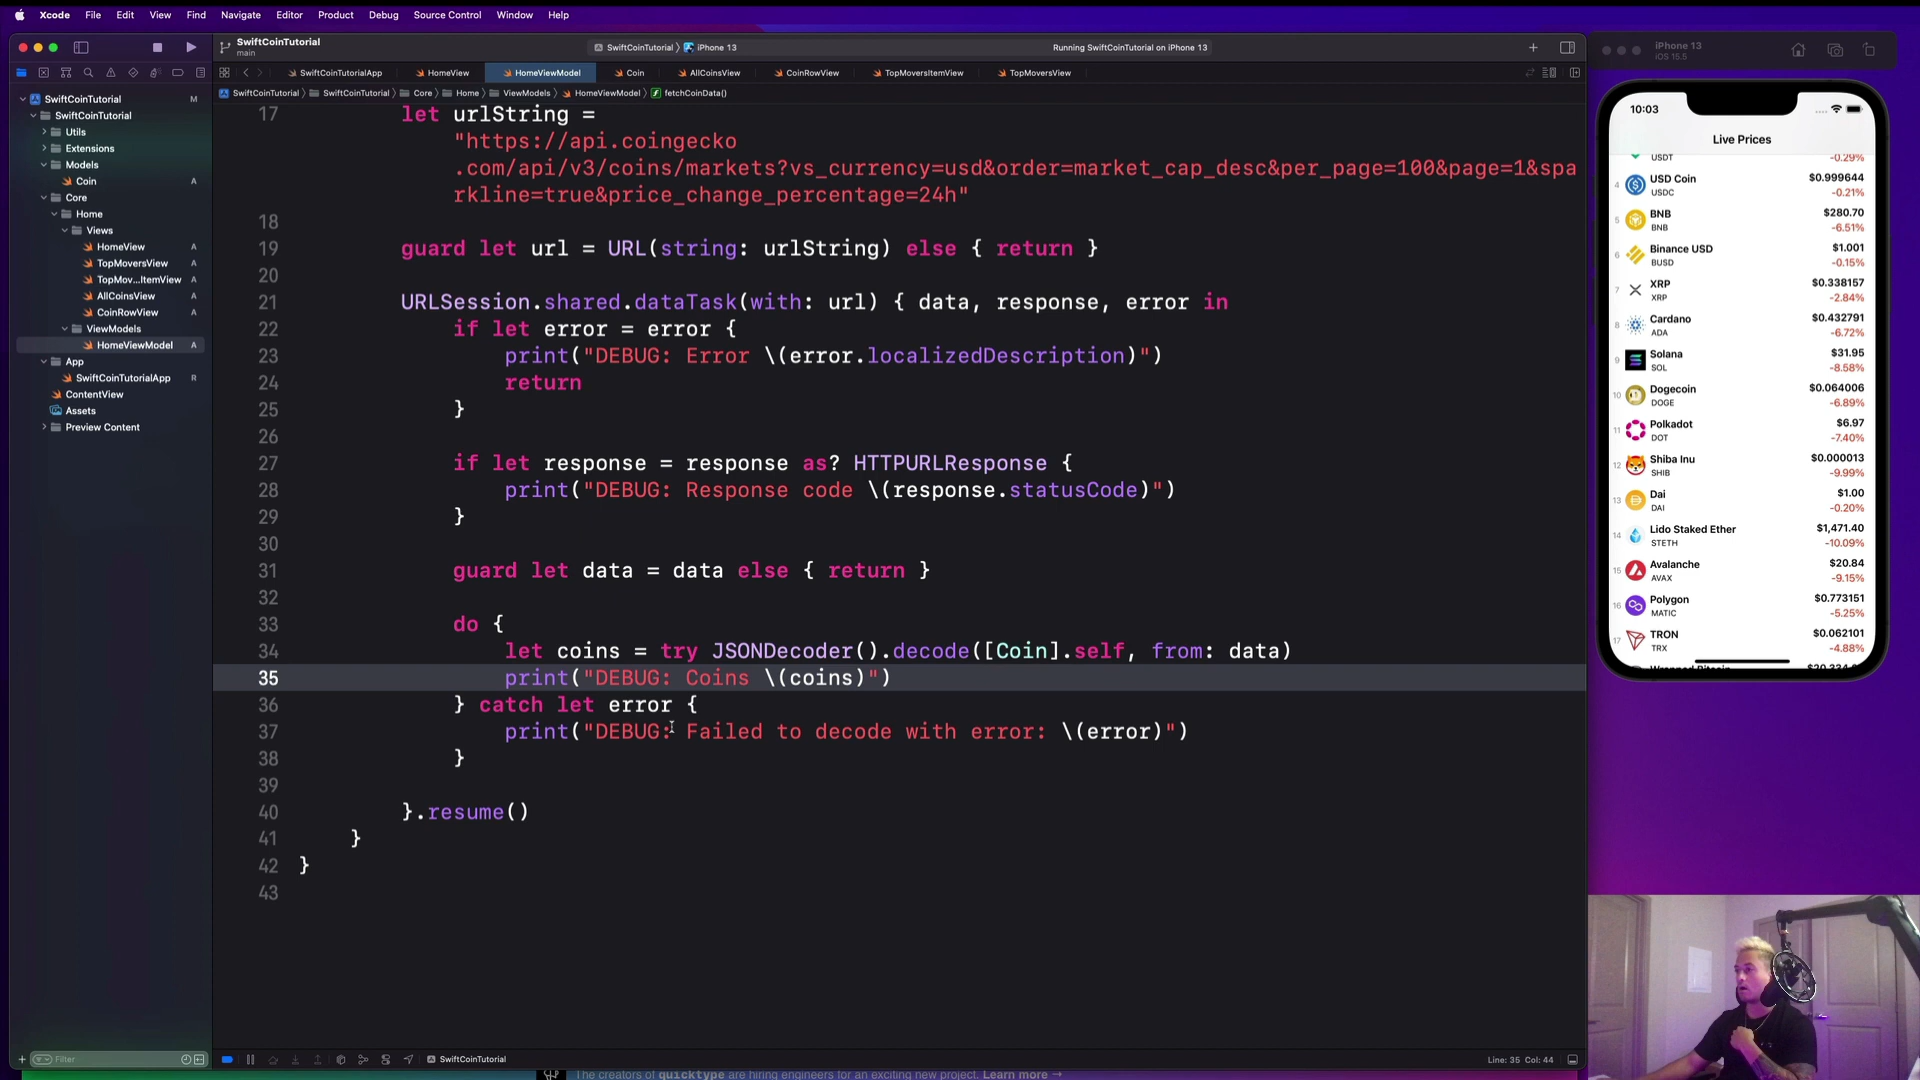 Xcode File Edit View Find Navigate Editor Product Debug Source Control Window Help
SwiftCoinTutorial
main
SwiftCoinTutorial iPhone 13
Running SwiftCoinTutorial on iPhone 13
SwiftCoinTutorialApp HomeView HomeViewModel Coin AllCoinsView CoinRowView TopMoversItemView TopMoversView
SwiftCoinTutorial SwiftCoinTutorial Core Home ViewModels HomeViewModel fetchCoinData()
SwiftCoinTutorial M
SwiftCoinTutorial
Utils
Extensions
Models
Coin A
Core
Home
Views
HomeView A
TopMoversView A
TopMov...ItemView A
AllCoinsView A
CoinRowView A
ViewModels
HomeViewModel A
App
SwiftCoinTutorialApp R
ContentView
Assets
Preview Content
Filter
17 let urlString =
"https://api.coingecko
.com/api/v3/coins/markets?vs_currency=usd&order=market_cap_desc&per_page=100&page=1&spa
rkline=true&price_change_percentage=24h"
18
19 guard let url = URL(string: urlString) else { return }
20
21 URLSession.shared.dataTask(with: url) { data, response, error in
22 if let error = error {
23 print("DEBUG: Error \(error.localizedDescription)")
24 return
25 }
26
27 if let response = response as? HTTPURLResponse {
28 print("DEBUG: Response code \(response.statusCode)")
29 }
30
31 guard let data = data else { return }
32
33 do {
34 let coins = try JSONDecoder().decode([Coin].self, from: data)
35 print("DEBUG: Coins \(coins)")
36 } catch let error {
37 print("DEBUG: Failed to decode with error: \(error)")
38 }
39
40 }.resume()
41 }
42 }
43
SwiftCoinTutorial
Line: 35 Col: 44
The creators of quicktype are hiring engineers for an exciting new project. Learn more →
iPhone 13
iOS 15.5
10:03
Live Prices
USDT -0.29%
4 USD Coin $0.999644
USDC -0.21%
5 BNB $280.70
BNB -6.51%
6 Binance USD $1.001
BUSD -0.15%
7 XRP $0.338157
XRP -2.84%
8 Cardano $0.432791
ADA -6.72%
9 Solana $31.95
SOL -8.58%
10 Dogecoin $0.064006
DOGE -6.89%
11 Polkadot $6.97
DOT -7.40%
12 Shiba Inu $0.000013
SHIB -9.99%
13 Dai $1.00
DAI -0.20%
14 Lido Staked Ether $1,471.40
STETH -10.09%
15 Avalanche $20.84
AVAX -9.15%
16 Polygon $0.773151
MATIC -5.25%
17 TRON $0.062101
TRX -4.88%